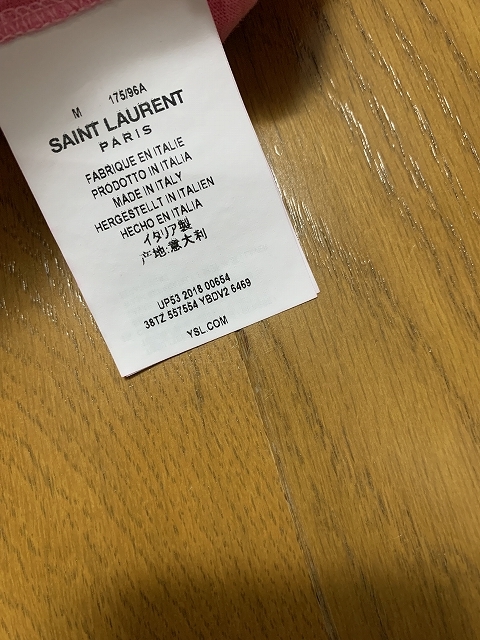 M 175/96A
SAINT LAURENT
PARIS
FABRIQUE EN ITALIE
PRODOTTO IN ITALIA
MADE IN ITALY
HERGESTELLT IN ITALIEN
HECHO EN ITALIA
イタリア製
产地:意大利
UP53 2018 00654
38TZ 557554 YBDV2 6469
YSL.COM